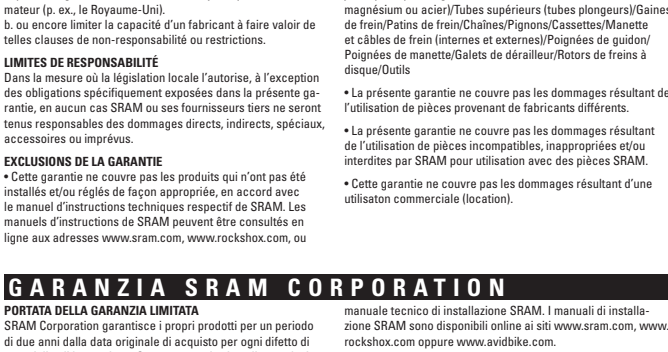 mateur (p. ex., le Royaume-Uni).
b. ou encore limiter la capacité d'un fabricant à faire valoir de
telles clauses de non-responsabilité ou restrictions.
LIMITES DE RESPONSABILITÉ
Dans la mesure où la législation locale l'autorise, à l'exception
des obligations spécifiquement exposées dans la présente ga-
rantie, en aucun cas SRAM ou ses fournisseurs tiers ne seront
tenus responsables des dommages directs, indirects, spéciaux,
accessoires ou imprévus.
EXCLUSIONS DE LA GARANTIE
• Cette garantie ne couvre pas les produits qui n'ont pas été
installés et/ou réglés de façon appropriée, en accord avec
le manuel d'instructions techniques respectif de SRAM. Les
manuels d'instructions de SRAM peuvent être consultés en
ligne aux adresses www.sram.com, www.rockshox.com, ou
magnésium ou acier)/Tubes supérieurs (tubes plongeurs)/Gaines
de frein/Patins de frein/Chaînes/Pignons/Cassettes/Manette
et câbles de frein (internes et externes)/Poignées de guidon/
Poignées de manette/Galets de dérailleur/Rotors de freins à
disque/Outils
• La présente garantie ne couvre pas les dommages résultant de
l'utilisation de pièces provenant de fabricants différents.
• La présente garantie ne couvre pas les dommages résultant
de l'utilisation de pièces incompatibles, inappropriées et/ou
interdites par SRAM pour utilisation avec des pièces SRAM.
• Cette garantie ne couvre pas les dommages résultant d'une
utilisaton commerciale (location).
GARANZIA SRAM CORPORATION
PORTATA DELLA GARANZIA LIMITATA
SRAM Corporation garantisce i propri prodotti per un periodo
di due anni dalla data originale di acquisto per ogni difetto di
manuale tecnico di installazione SRAM. I manuali di installa-
zione SRAM sono disponibili online ai siti www.sram.com, www.
rockshox.com oppure www.avidbike.com.